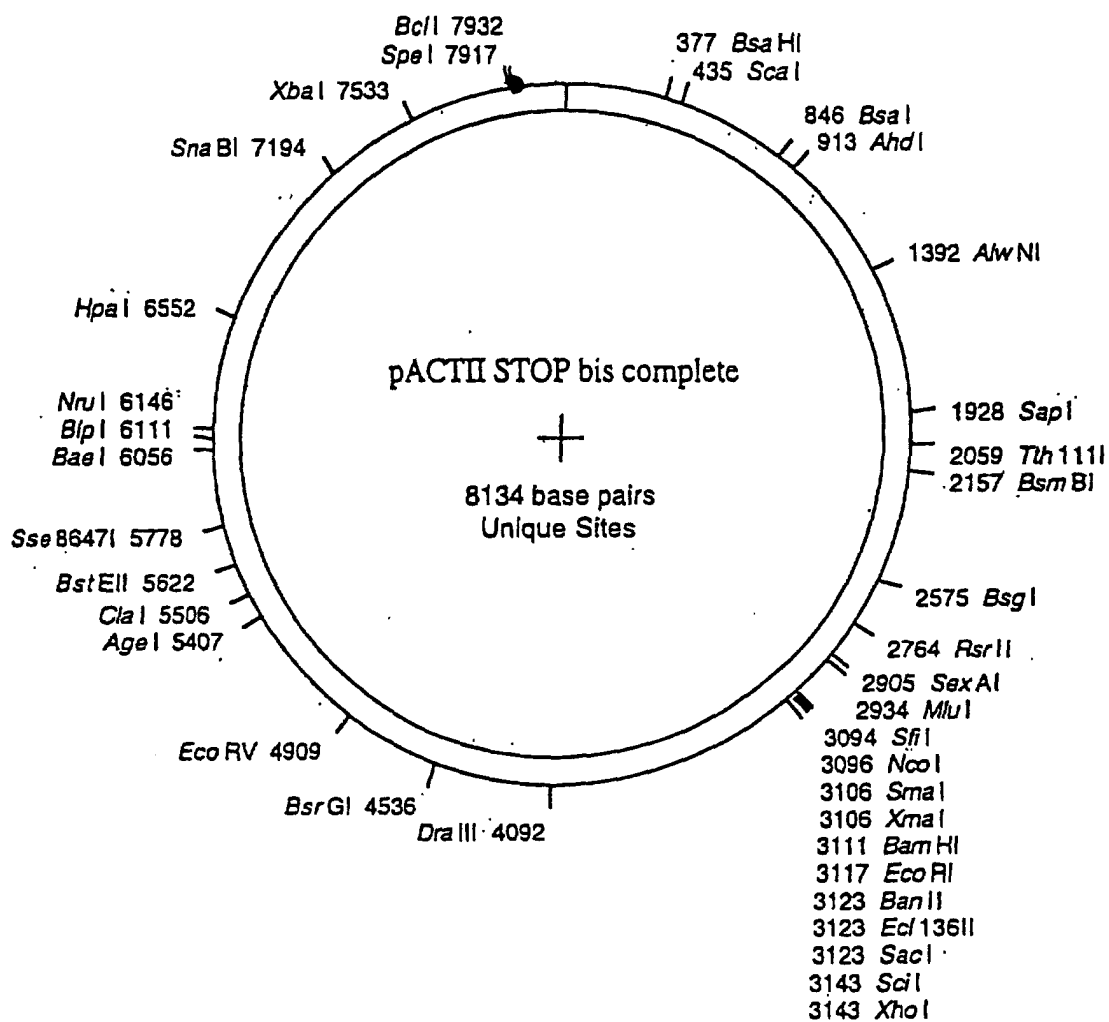 BclI 7932
SpeI 7917
XbaI 7533
SnaBI 7194
HpaI 6552
NruI 6146
BlpI 6111
BaeI 6056
Sse8647I 5778
BstEII 5622
ClaI 5506
AgeI 5407
EcoRV 4909
BsrGI 4536
DraIII 4092
377 BsaHI
435 ScaI
846 BsaI
913 AhdI
1392 AlwNI
1928 SapI
2059 Tth111I
2157 BsmBI
2575 BsgI
2764 RsrII
2905 SexAI
2934 MluI
3094 SfiI
3096 NcoI
3106 SmaI
3106 XmaI
3111 BamHI
3117 EcoRI
3123 BanII
3123 Ecl136II
3123 SacI
3143 SciI
3143 XhoI
pACTII STOP bis complete
8134 base pairs
Unique Sites